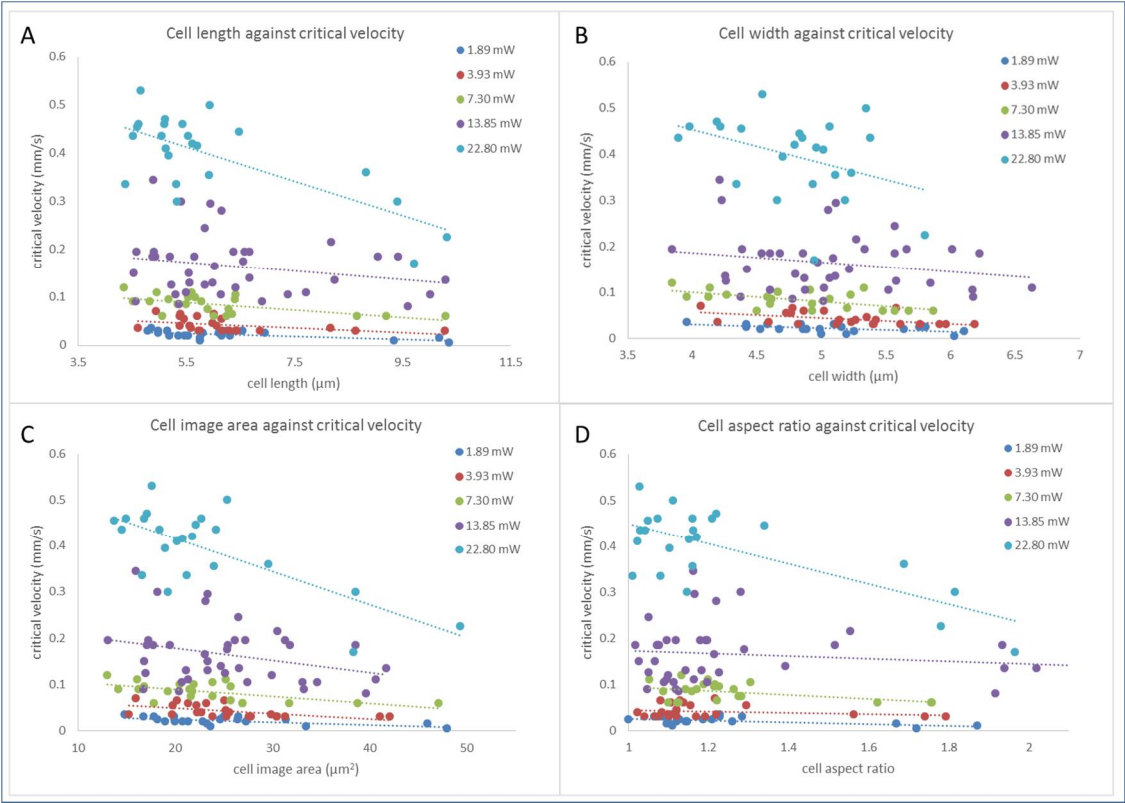 A
Cell length against critical velocity
critical velocity (mm/s)
0.6
0.5
0.4
0.3
0.2
0.1
0
3.5 5.5 7.5 9.5 11.5
cell length (µm)
1.89 mW
3.93 mW
7.30 mW
13.85 mW
22.80 mW
B
Cell width against critical velocity
critical velocity (mm/s)
0.6
0.5
0.4
0.3
0.2
0.1
0
3.5 4 4.5 5 5.5 6 6.5 7
cell width (µm)
1.89 mW
3.93 mW
7.30 mW
13.85 mW
22.80 mW
C
Cell image area against critical velocity
critical velocity (mm/s)
0.6
0.5
0.4
0.3
0.2
0.1
0
10 20 30 40 50
cell image area (µm²)
1.89 mW
3.93 mW
7.30 mW
13.85 mW
22.80 mW
D
Cell aspect ratio against critical velocity
critical velocity (mm/s)
0.6
0.5
0.4
0.3
0.2
0.1
0
1 1.2 1.4 1.6 1.8 2
cell aspect ratio
1.89 mW
3.93 mW
7.30 mW
13.85 mW
22.80 mW